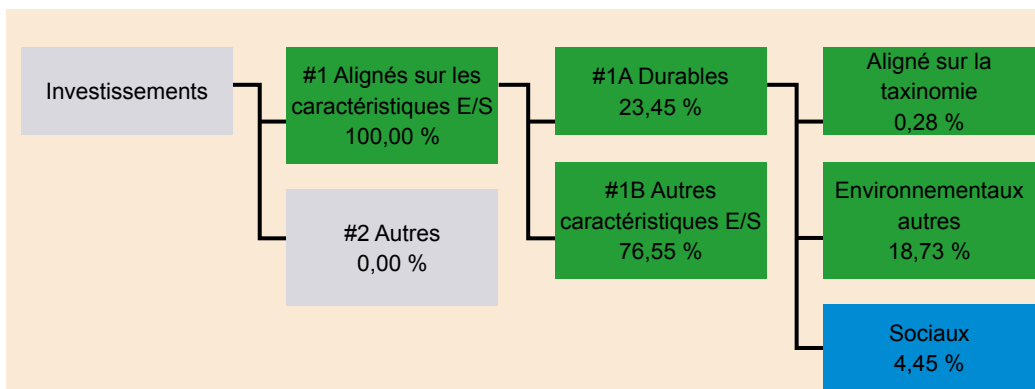 Investissements
#1 Alignés sur les
caractéristiques E/S
100,00 %
#2 Autres
0,00 %
#1A Durables
23,45 %
#1B Autres
caractéristiques E/S
76,55 %
Aligné sur la
taxinomie
0,28 %
Environnementaux
autres
18,73 %
Sociaux
4,45 %